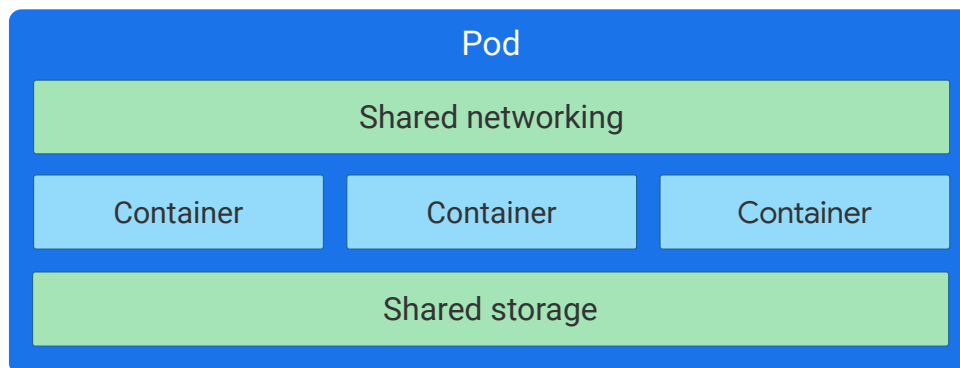 Pod
Shared networking
Container Container Container
Shared storage